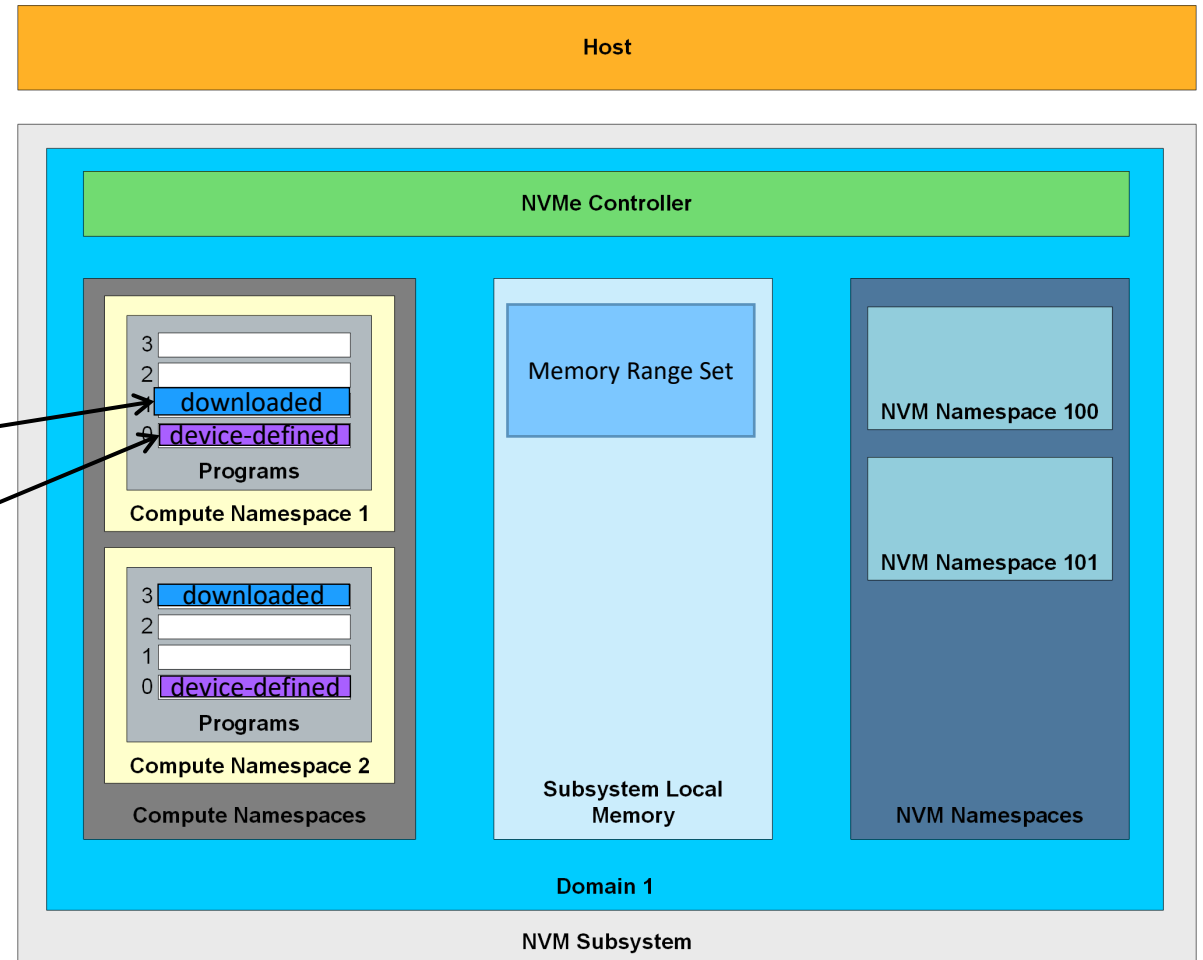 Host
NVMe Controller
3
2
1 downloaded
0 device-defined
Programs
Compute Namespace 1
3 downloaded
2
1
0 device-defined
Programs
Compute Namespace 2
Compute Namespaces
Memory Range Set
Subsystem Local
Memory
NVM Namespace 100
NVM Namespace 101
NVM Namespaces
Domain 1
NVM Subsystem